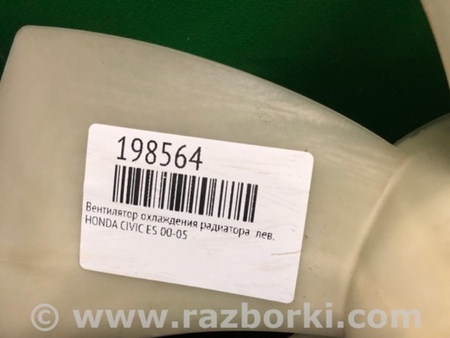 198564
Вентилятор охлаждения радиатора лев.
HONDA CIVIC ES 00-05
© www.razborki.com